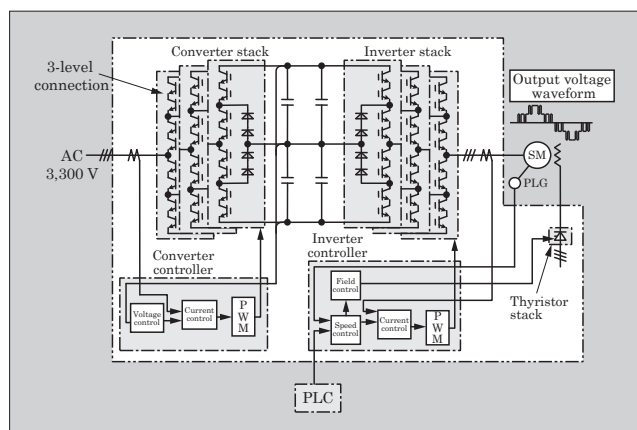 Converter stack
Inverter stack
3-level
connection
Output voltage
waveform
AC
3,300 V
SM
PLG
Converter
controller
Inverter
controller
Voltage
control
Current
control
P
W
M
Field
control
Speed
control
Current
control
P
W
M
Thyristor
stack
PLC